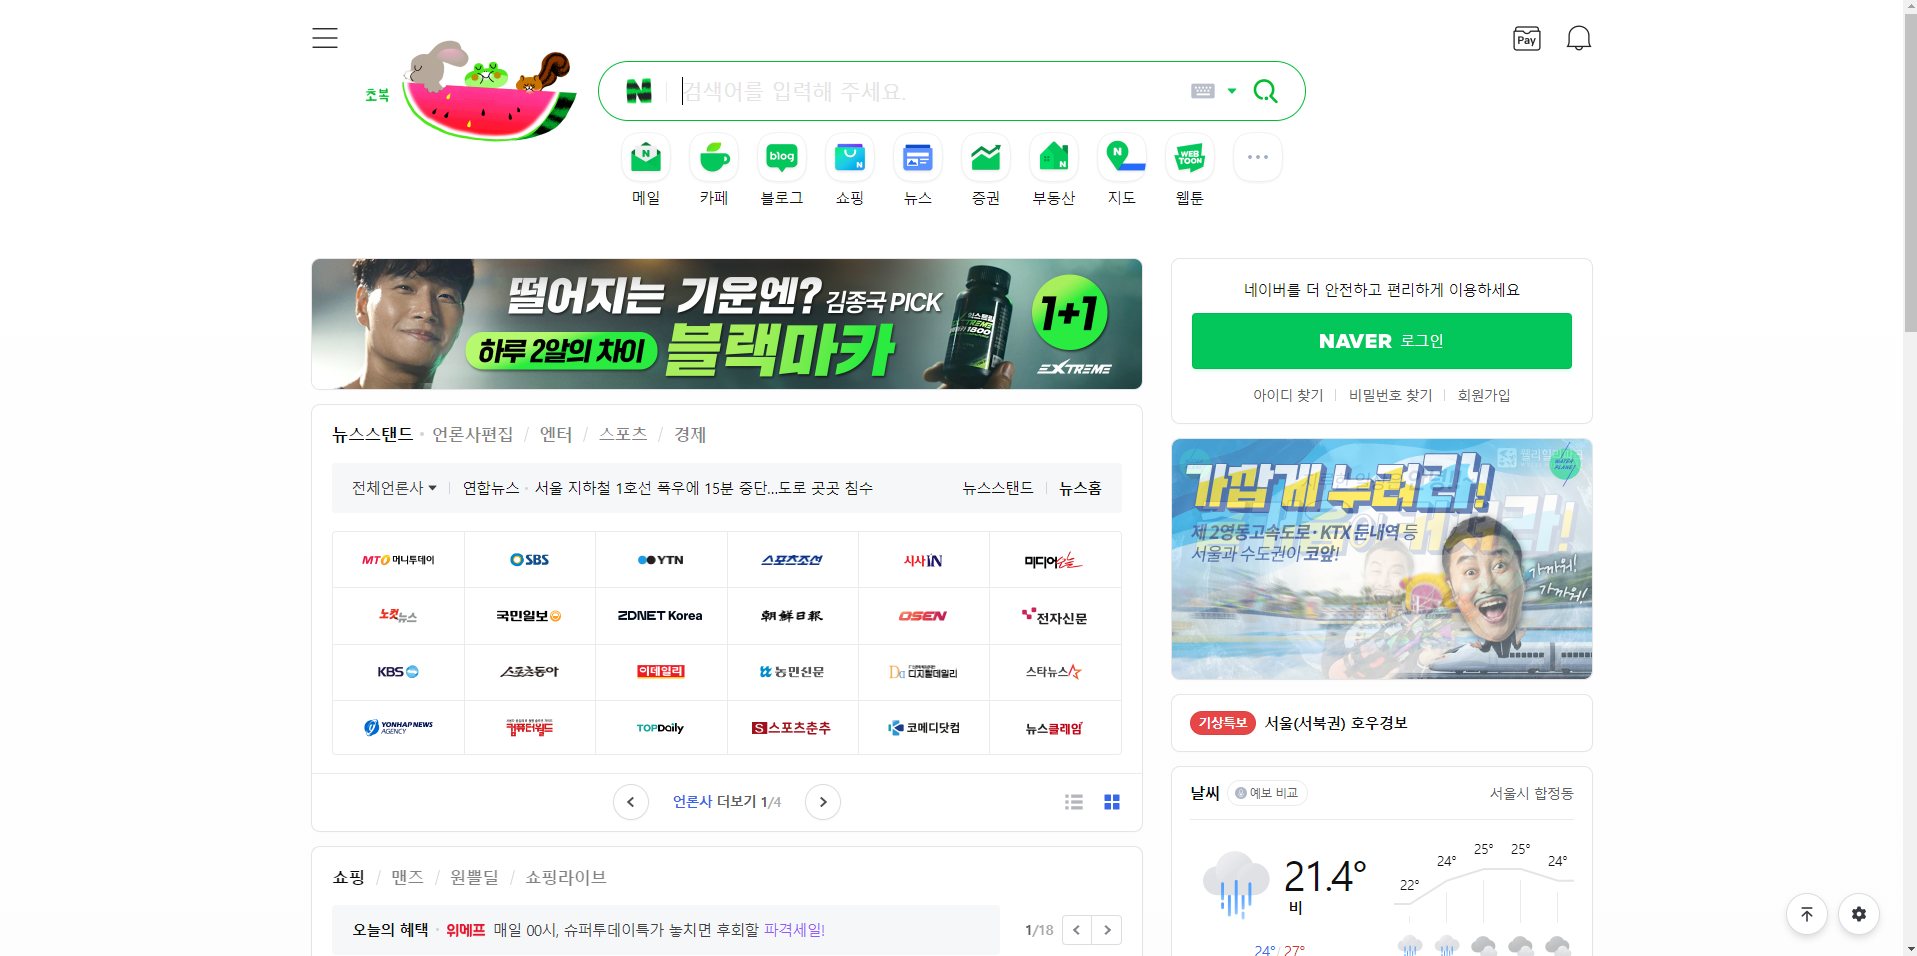 Pay
초복
N
검색어를 입력해 주세요.
메일
카페
blog
블로그
쇼핑
뉴스
증권
부동산
지도
WEB TOON
웹툰
떨어지는 기운엔? 김종국 PICK
하루 2알의 차이 블랙마카
1+1
EXTREME
네이버를 더 안전하고 편리하게 이용하세요
NAVER 로그인
아이디 찾기
비밀번호 찾기
회원가입
뉴스스탠드 · 언론사편집 / 엔터 / 스포츠 / 경제
전체언론사
연합뉴스 · 서울 지하철 1호선 폭우에 15분 중단...도로 곳곳 침수
뉴스스탠드
뉴스홈
MTO 머니투데이
SBS
YTN
스포츠조선
시사IN
미디어오늘
노컷뉴스
국민일보
ZDNET Korea
朝鮮日報
OSEN
전자신문
KBS
스포츠동아
이데일리
농민신문
디지털데일리
스타뉴스
YONHAP NEWS AGENCY
컴퓨터월드
TOPDaily
S 스포츠춘추
코메디닷컴
뉴스클레임
언론사 더보기 1/4
가깝게 누려라!
제 2영동고속도로·KTX 둔내역 등
서울과 수도권이 코앞!
가까워!
가까워!
기상특보 서울(서북권) 호우경보
날씨
예보 비교
서울시 합정동
21.4°
비
24°/27°
22°
24°
25°
25°
24°
쇼핑 / 맨즈 / 원쁠딜 / 쇼핑라이브
오늘의 혜택 · 위메프 매일 00시, 슈퍼투데이특가 놓치면 후회할 파격세일!
1/18